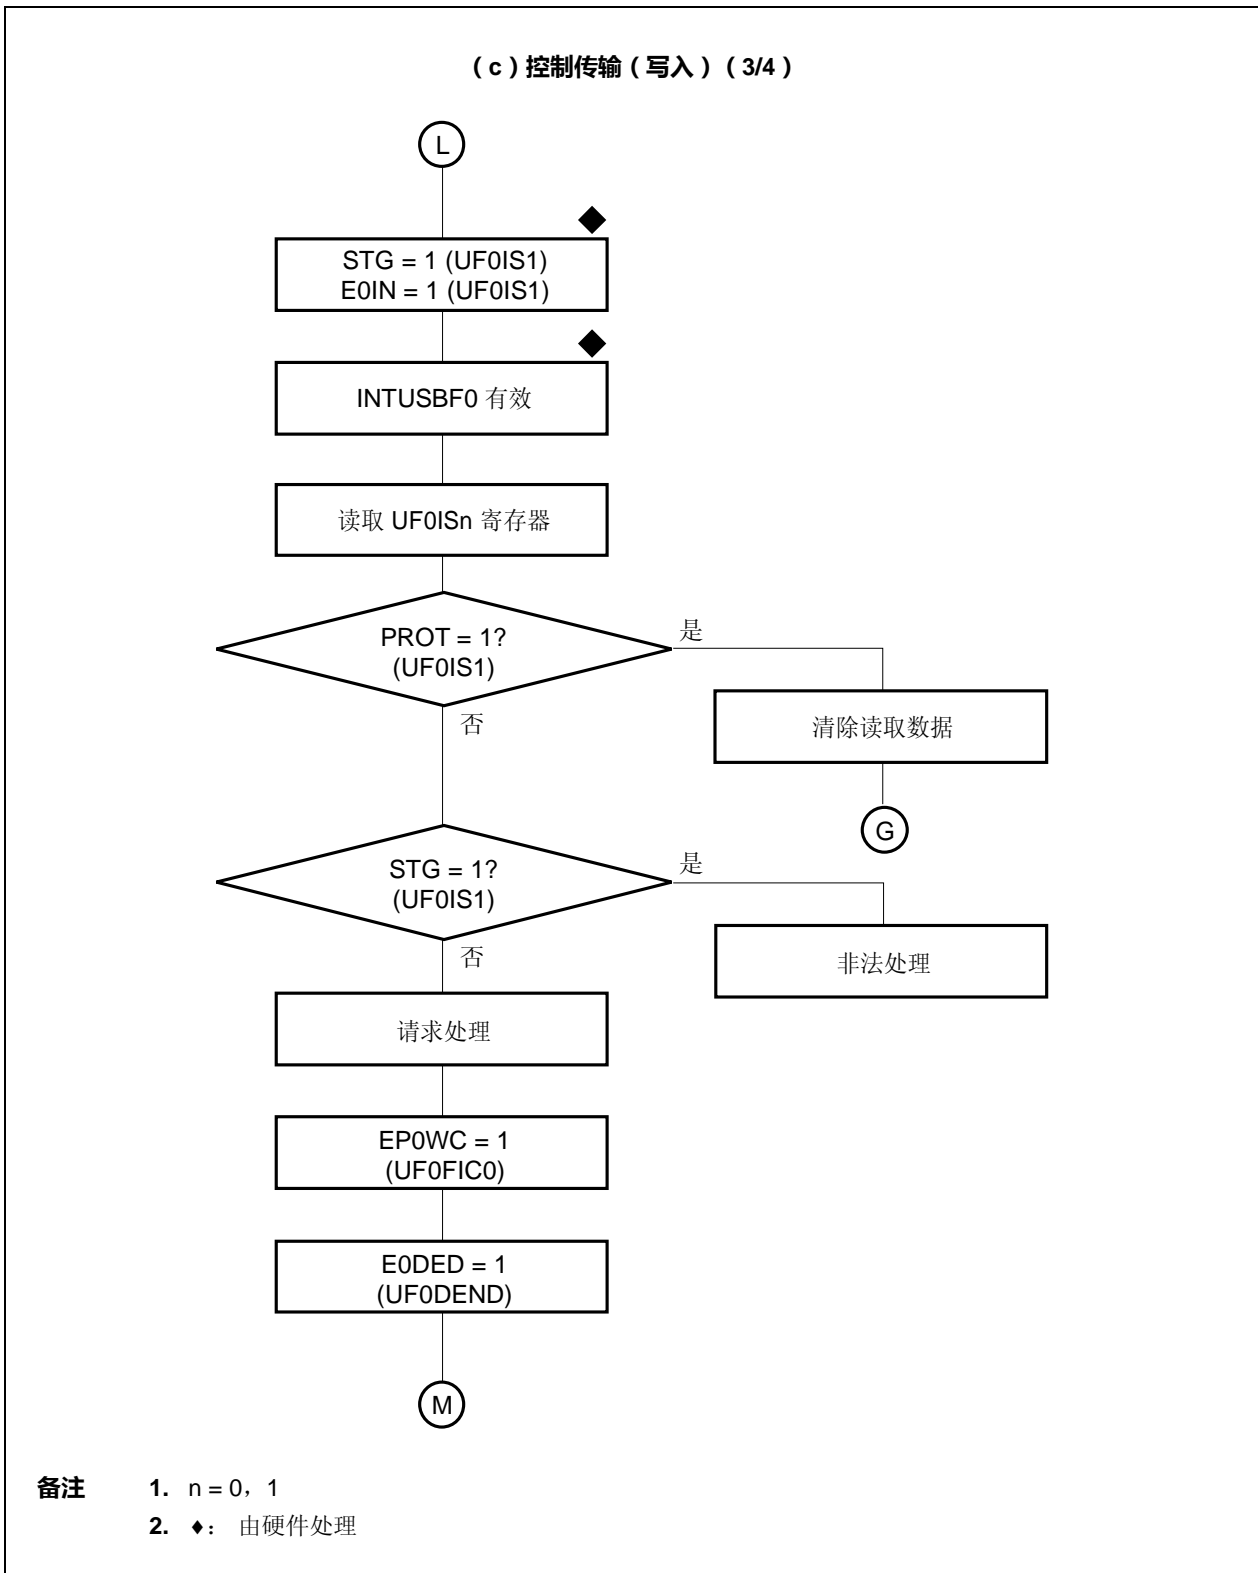 （c）控制传输（写入）（3/4）
L
STG = 1 (UF0IS1)
E0IN = 1 (UF0IS1)
INTUSBF0 有效
读取 UF0ISn 寄存器
PROT = 1?
(UF0IS1)
是
否
清除读取数据
G
STG = 1?
(UF0IS1)
是
否
非法处理
请求处理
EP0WC = 1
(UF0FIC0)
E0DED = 1
(UF0DEND)
M
备注 1. n = 0，1
2. ♦： 由硬件处理